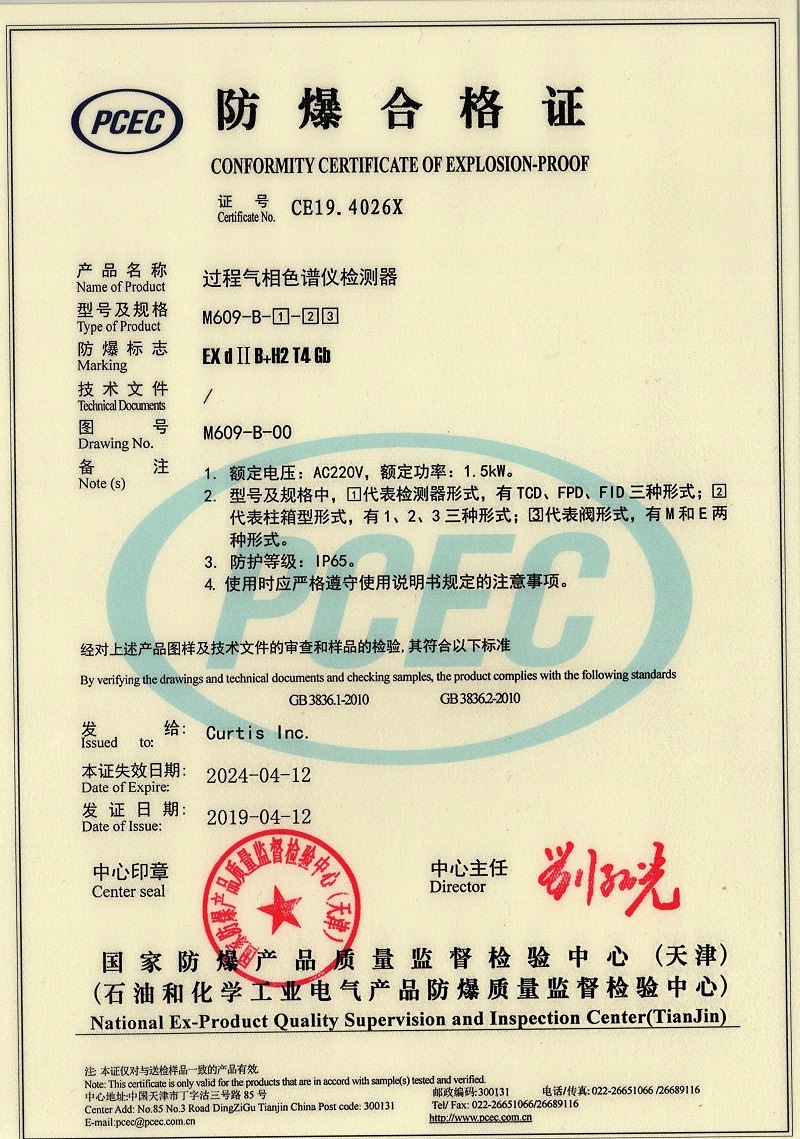 PCEC
防爆合格证
CONFORMITY CERTIFICATE OF EXPLOSION-PROOF
证 号 CE19.4026X
Certificate No.
产品名称 过程气相色谱仪检测器
Name of Product
型号及规格 M609-B-1-23
Type of Product
防爆标志 EX d II B+H2 T4 Gb
Marking
技术文件 /
Technical Documents
图 号 M609-B-00
Drawing No.
备 注
Note (s)
1. 额定电压：AC220V，额定功率：1.5kW。
2. 型号及规格中，1代表检测器形式，有TCD、FPD、FID三种形式；2
代表柱箱型形式，有1、2、3三种形式；3代表阀形式，有M和E两
种形式。
3. 防护等级：IP65。
4. 使用时应严格遵守使用说明书规定的注意事项。
PCEC
经对上述产品图样及技术文件的审查和样品的检验,其符合以下标准
By verifying the drawings and technical documents and checking samples, the product complies with the following standards
GB 3836.1-2010 GB 3836.2-2010
发 给: Curtis Inc.
Issued to:
本证失效日期: 2024-04-12
Date of Expire:
发证日期: 2019-04-12
Date of Issue:
中心印章 中心主任
Center seal Director
国家防爆产品质量监督检验中心（天津）
国家防爆产品质量监督检验中心 (天津)
(石油和化学工业电气产品防爆质量监督检验中心)
National Ex-Product Quality Supervision and Inspection Center(TianJin)
注: 本证仅对与送检样品一致的产品有效.
Note: This certificate is only valid for the products that are in accord with sample(s) tested and verified.
中心地址:中国天津市丁字沽三号路 85 号 邮政编码:300131 电话/传真: 022-26651066 /26689116
Center Add: No.85 No.3 Road DingZiGu Tianjin China Post code: 300131 Tel/ Fax: 022-26651066/26689116
E-mail:pcec@pcec.com.cn http://www.pcec.com.cn